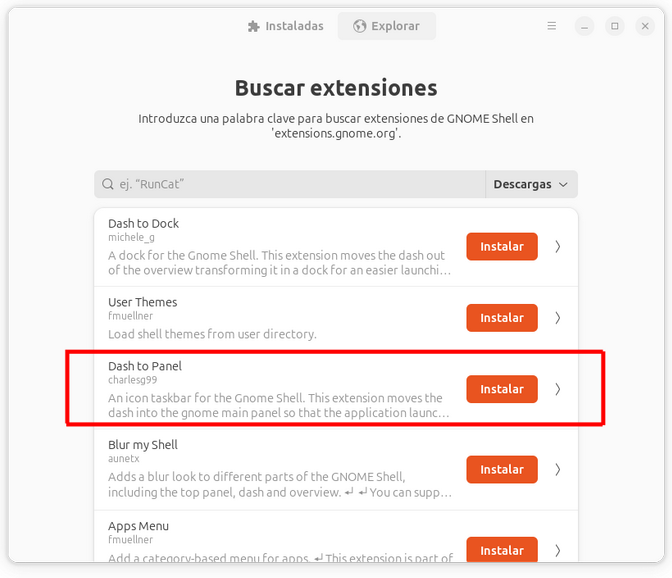 Instaladas
Explorar
Buscar extensiones
Introduzca una palabra clave para buscar extensiones de GNOME Shell en
'extensions.gnome.org'.
ej. “RunCat”
Descargas
Dash to Dock
michele_g
A dock for the Gnome Shell. This extension moves the dash out
of the overview transforming it in a dock for an easier launchi...
Instalar
User Themes
fmuellner
Load shell themes from user directory.
Instalar
Dash to Panel
charlesg99
An icon taskbar for the Gnome Shell. This extension moves the
dash into the gnome main panel so that the application launc...
Instalar
Blur my Shell
aunetx
Adds a blur look to different parts of the GNOME Shell,
including the top panel, dash and overview. ↵ ↵You can supp...
Instalar
Apps Menu
fmuellner
Add a category-based menu for apps. ↵This extension is part of
Instalar